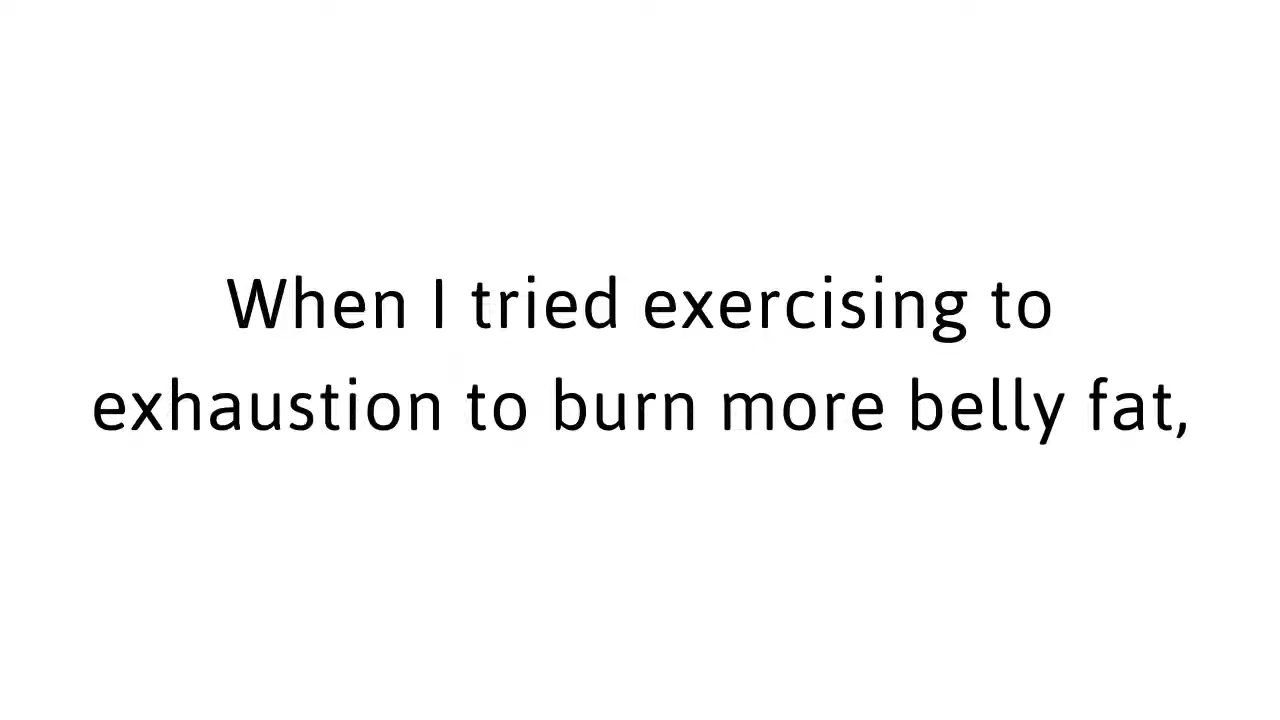 When I tried exercising to
exhaustion to burn more belly fat,